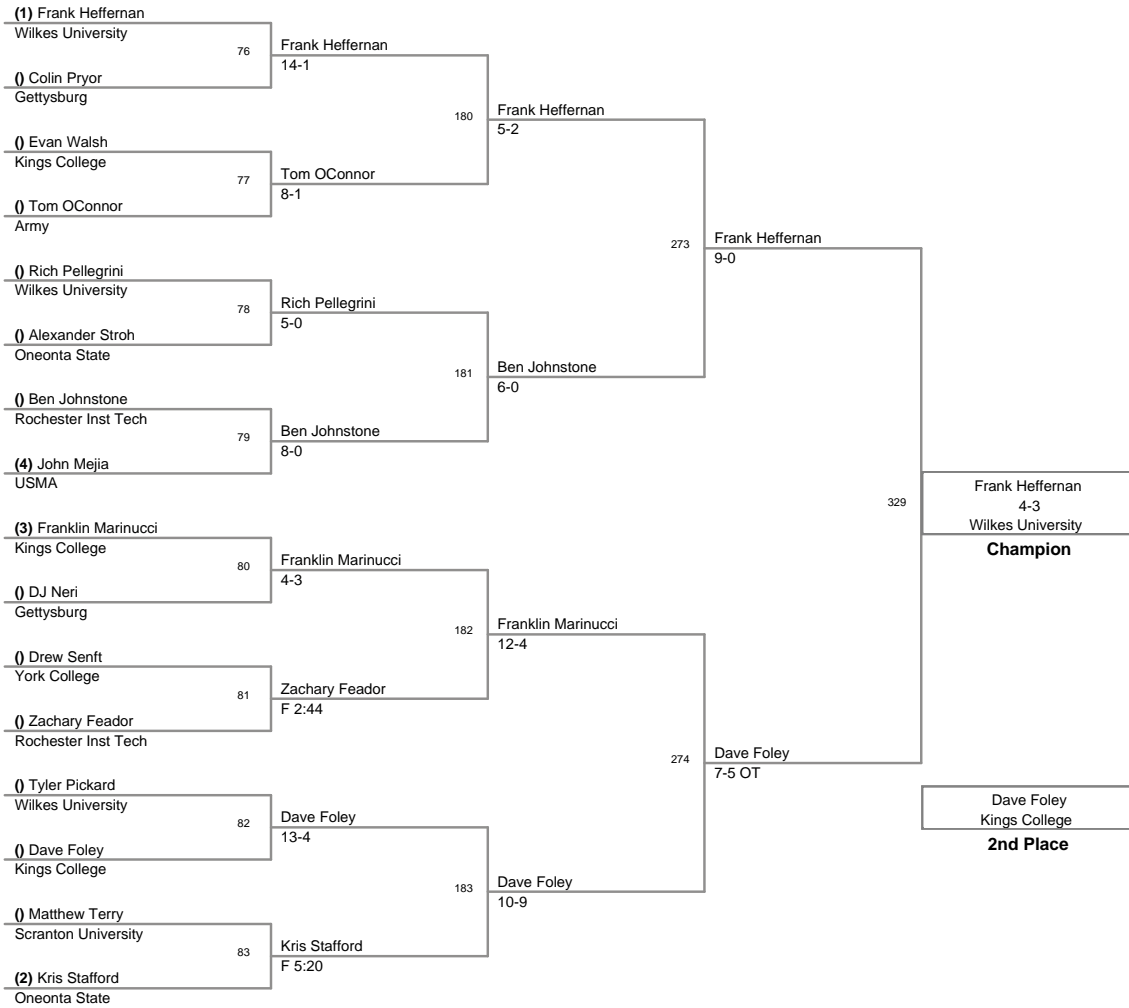 (1) Frank Heffernan
Wilkes University
76
() Colin Pryor
Gettysburg
() Evan Walsh
Kings College
77
() Tom OConnor
Army
() Rich Pellegrini
Wilkes University
78
() Alexander Stroh
Oneonta State
() Ben Johnstone
Rochester Inst Tech
79
(4) John Mejia
USMA
(3) Franklin Marinucci
Kings College
80
() DJ Neri
Gettysburg
() Drew Senft
York College
81
() Zachary Feador
Rochester Inst Tech
() Tyler Pickard
Wilkes University
82
() Dave Foley
Kings College
() Matthew Terry
Scranton University
83
(2) Kris Stafford
Oneonta State
Frank Heffernan
14-1
180
Tom OConnor
8-1
Rich Pellegrini
5-0
181
Ben Johnstone
8-0
Franklin Marinucci
4-3
182
Zachary Feador
F 2:44
Dave Foley
13-4
183
Kris Stafford
F 5:20
Frank Heffernan
5-2
273
Ben Johnstone
6-0
Franklin Marinucci
12-4
274
Dave Foley
10-9
Frank Heffernan
9-0
329
Dave Foley
7-5 OT
Frank Heffernan
4-3
Wilkes University
Champion
Dave Foley
Kings College
2nd Place